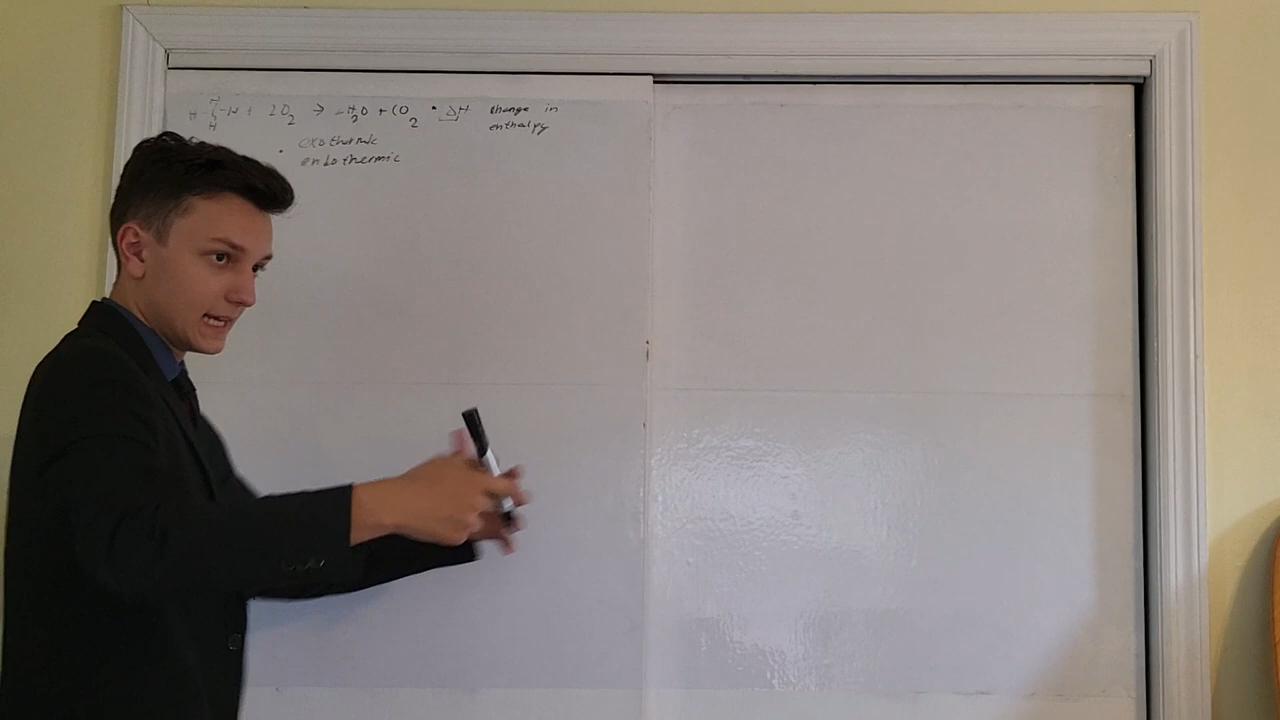 H
H - C - H + 2O2 → 2H2O + CO2 • ΔH change in
H enthalpy
• exothermic
endothermic